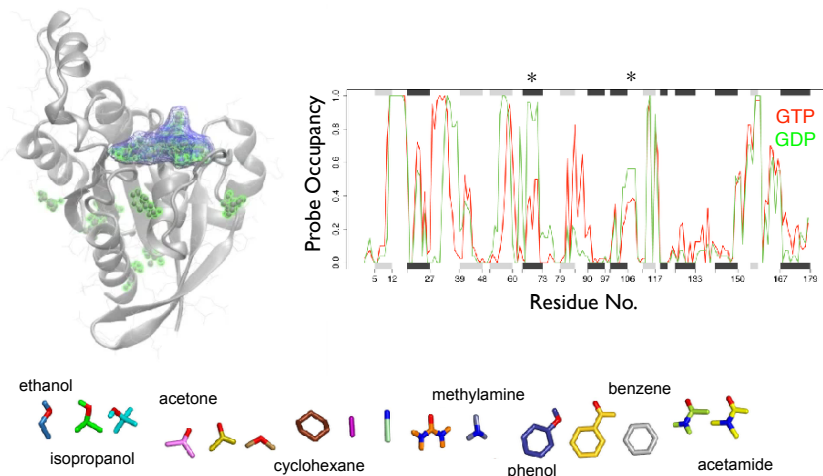 * *
GTP
GDP
Probe Occupancy
1.0
0.8
0.6
0.4
0.2
0.0
5 12 27 39 48 60 73 79 90 97 106 117 133 150 167 179
Residue No.
ethanol
isopropanol
acetone
cyclohexane
methylamine
phenol
benzene
acetamide